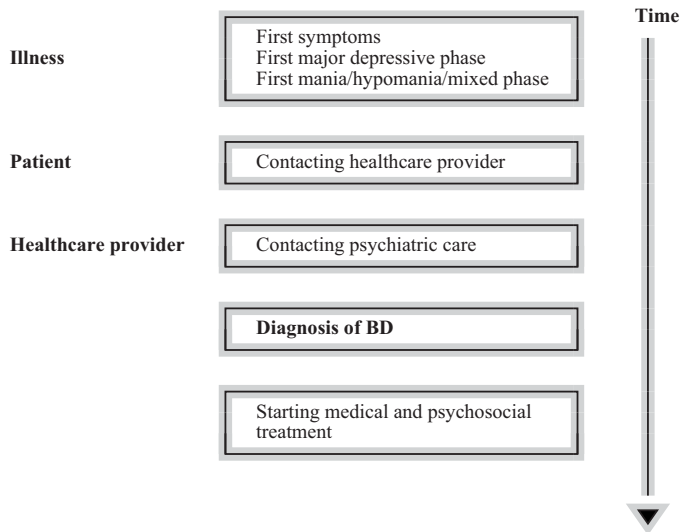 Time
Illness
First symptoms
First major depressive phase
First mania/hypomania/mixed phase
Patient
Contacting healthcare provider
Healthcare provider
Contacting psychiatric care
Diagnosis of BD
Starting medical and psychosocial
treatment